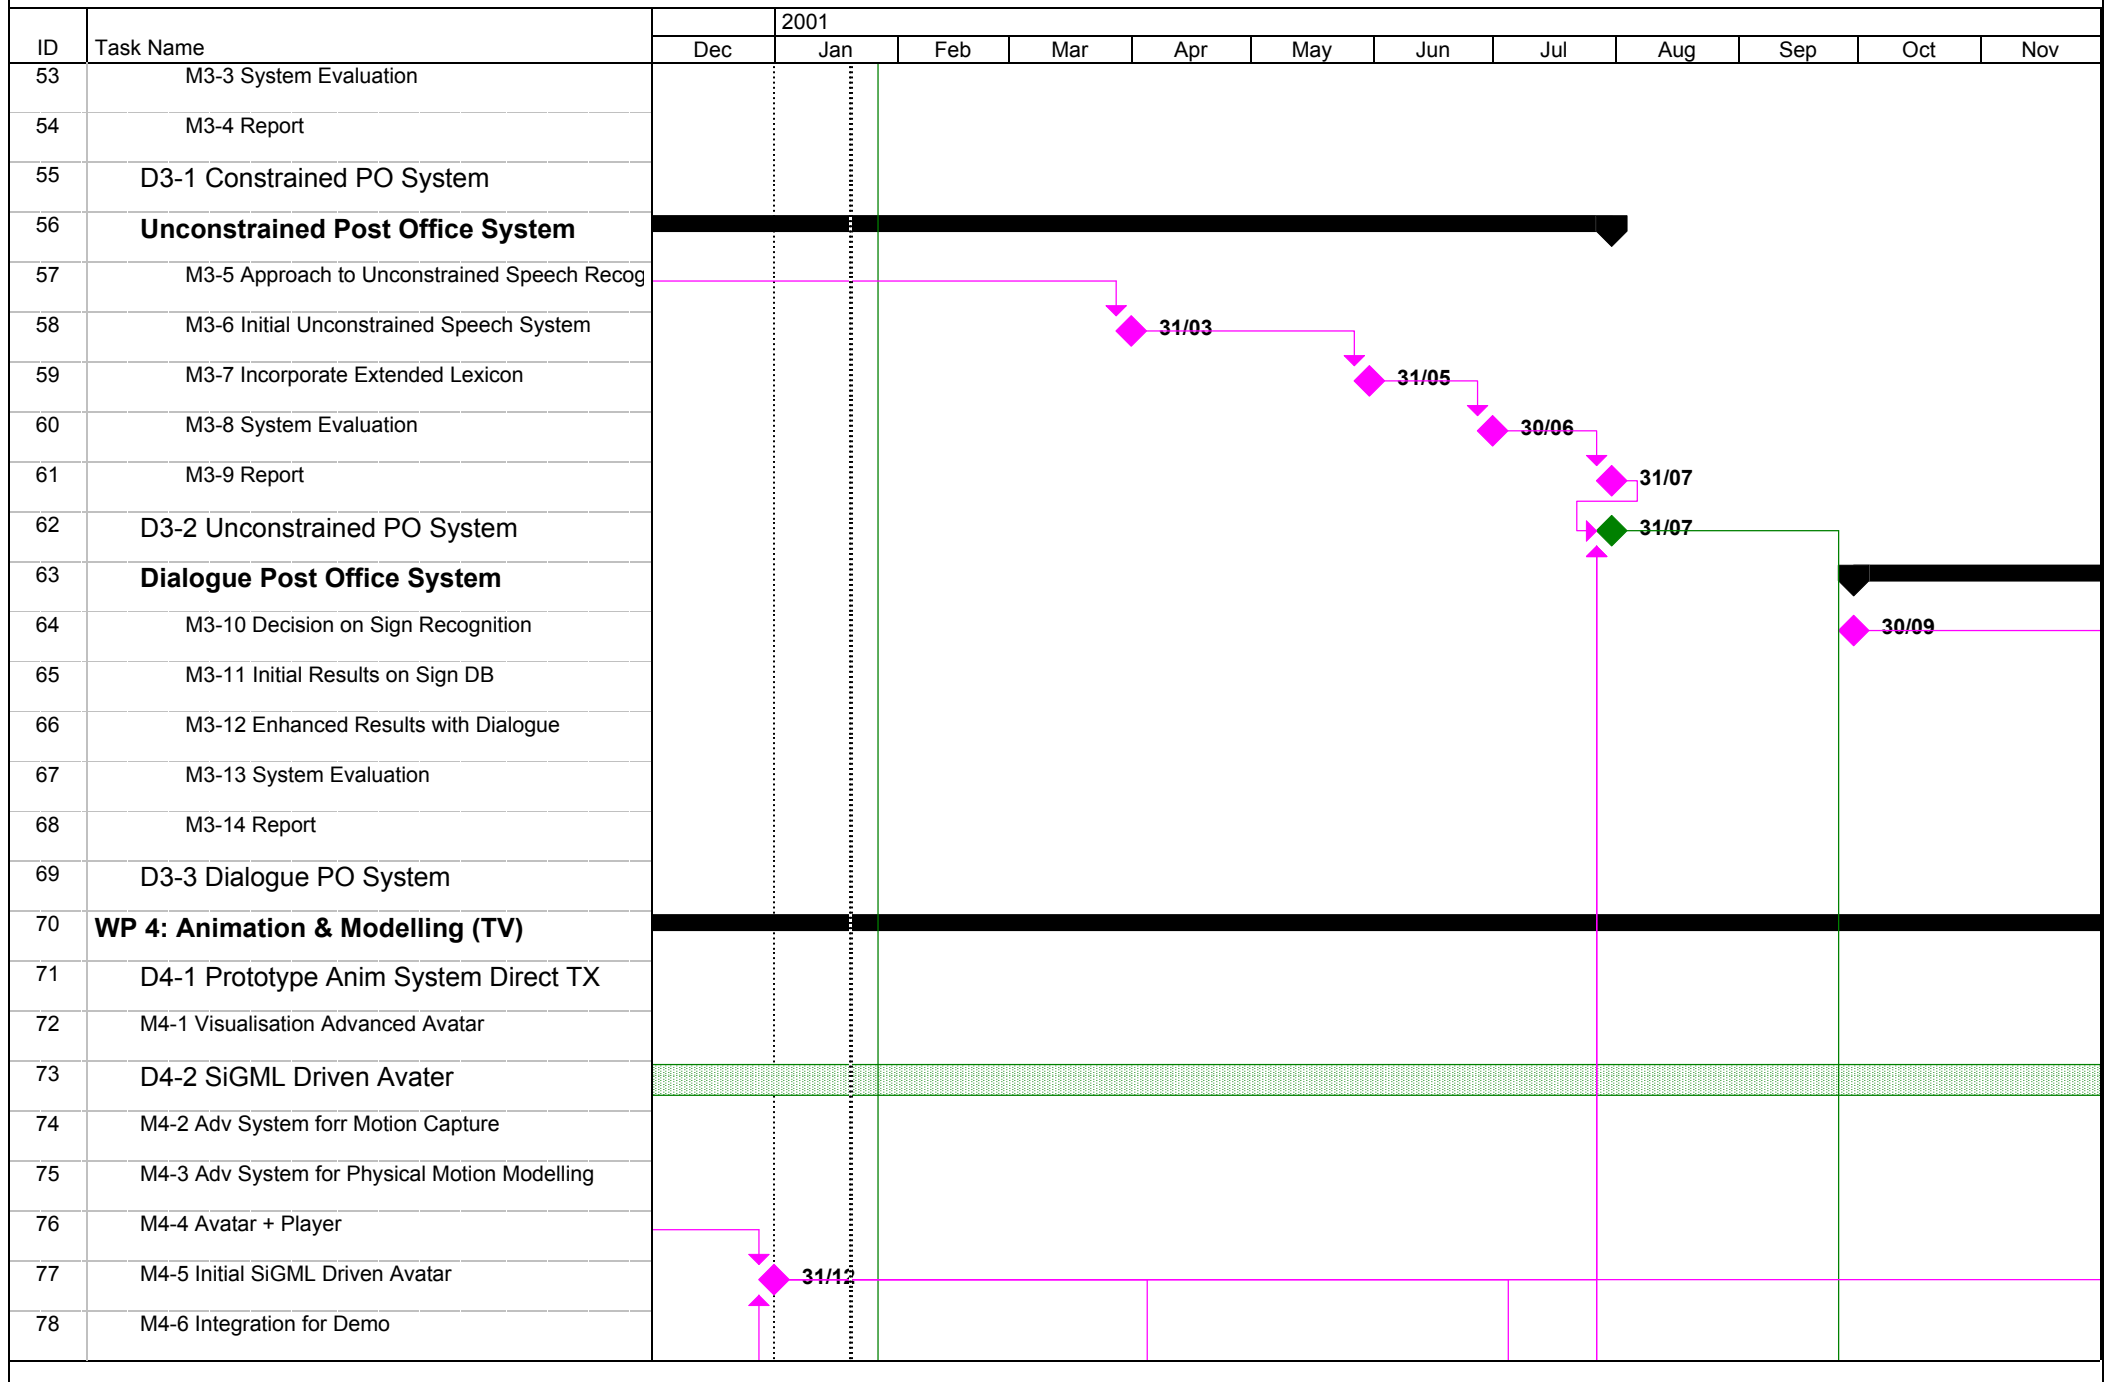 2001
ID Task Name Dec Jan Feb Mar Apr May Jun Jul Aug Sep Oct Nov
53 M3-3 System Evaluation
54 M3-4 Report
55 D3-1 Constrained PO System
56 Unconstrained Post Office System
57 M3-5 Approach to Unconstrained Speech Recog
58 M3-6 Initial Unconstrained Speech System 31/03
59 M3-7 Incorporate Extended Lexicon 31/05
60 M3-8 System Evaluation 30/06
61 M3-9 Report 31/07
62 D3-2 Unconstrained PO System 31/07
63 Dialogue Post Office System
64 M3-10 Decision on Sign Recognition 30/09
65 M3-11 Initial Results on Sign DB
66 M3-12 Enhanced Results with Dialogue
67 M3-13 System Evaluation
68 M3-14 Report
69 D3-3 Dialogue PO System
70 WP 4: Animation & Modelling (TV)
71 D4-1 Prototype Anim System Direct TX
72 M4-1 Visualisation Advanced Avatar
73 D4-2 SiGML Driven Avater
74 M4-2 Adv System forr Motion Capture
75 M4-3 Adv System for Physical Motion Modelling
76 M4-4 Avatar + Player
77 M4-5 Initial SiGML Driven Avatar 31/12
78 M4-6 Integration for Demo